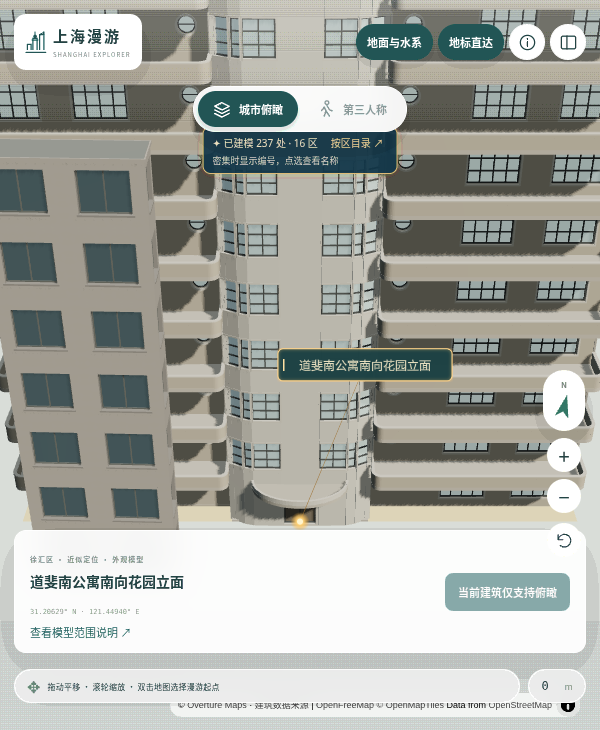 上海漫游
SHANGHAI EXPLORER
地面与水系
地标直达
城市俯瞰
第三人称
✦ 已建模 237 处 · 16 区 按区目录 ↗
密集时显示编号，点选查看名称
道斐南公寓南向花园立面
N
+
−
徐汇区 · 近似定位 · 外观模型
道斐南公寓南向花园立面
31.20629° N · 121.44940° E
当前建筑仅支持俯瞰
查看模型范围说明 ↗
拖动平移 · 滚轮缩放 · 双击地图选择漫游起点
0 m
© Overture Maps · 建筑数据来源 | OpenFreeMap © OpenMapTiles Data from OpenStreetMap